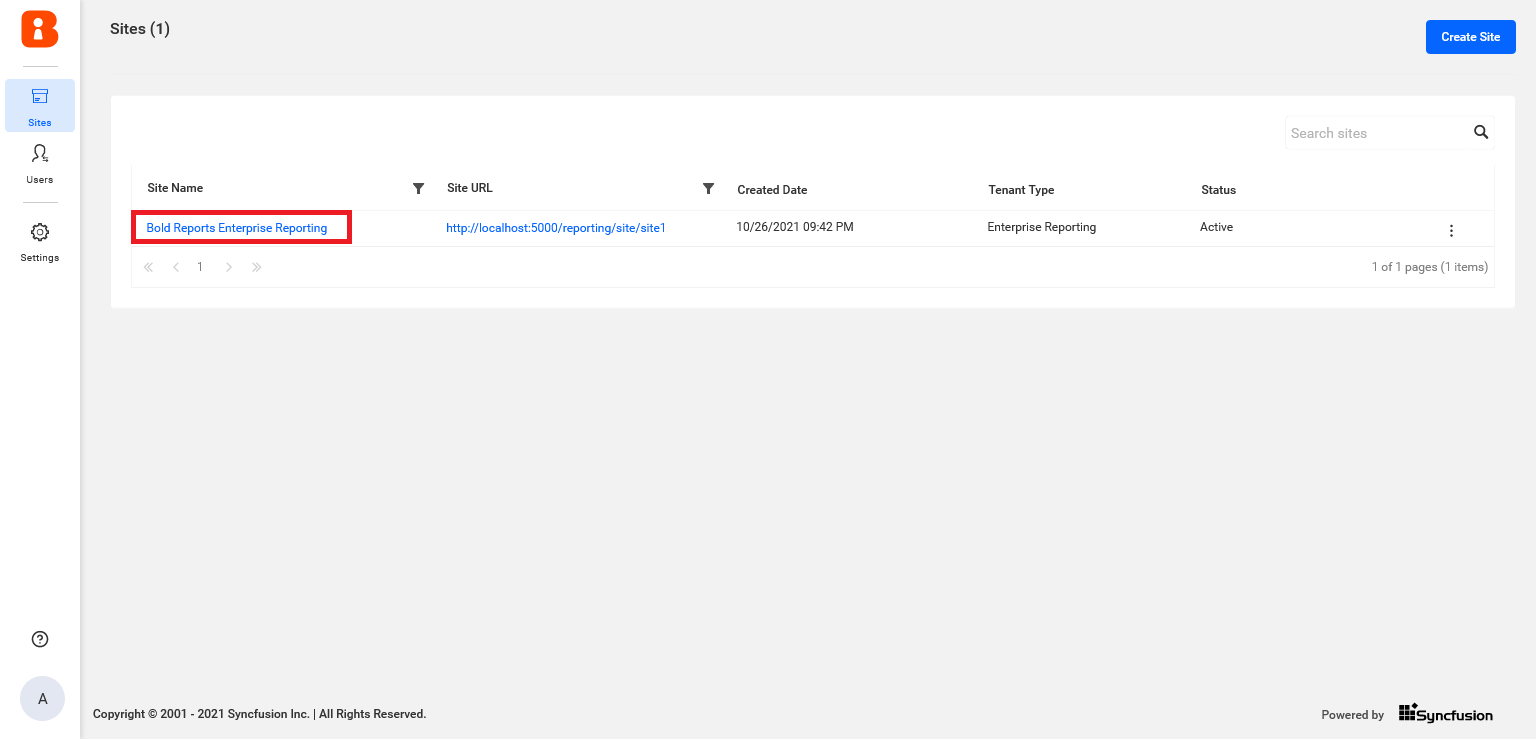 Sites (1)
Create Site
Sites
Users
Settings
Search sites
Site Name Site URL Created Date Tenant Type Status
Bold Reports Enterprise Reporting http://localhost:5000/reporting/site/site1 10/26/2021 09:42 PM Enterprise Reporting Active
1 1 of 1 pages (1 items)
A
Copyright © 2001 - 2021 Syncfusion Inc. | All Rights Reserved. Powered by Syncfusion